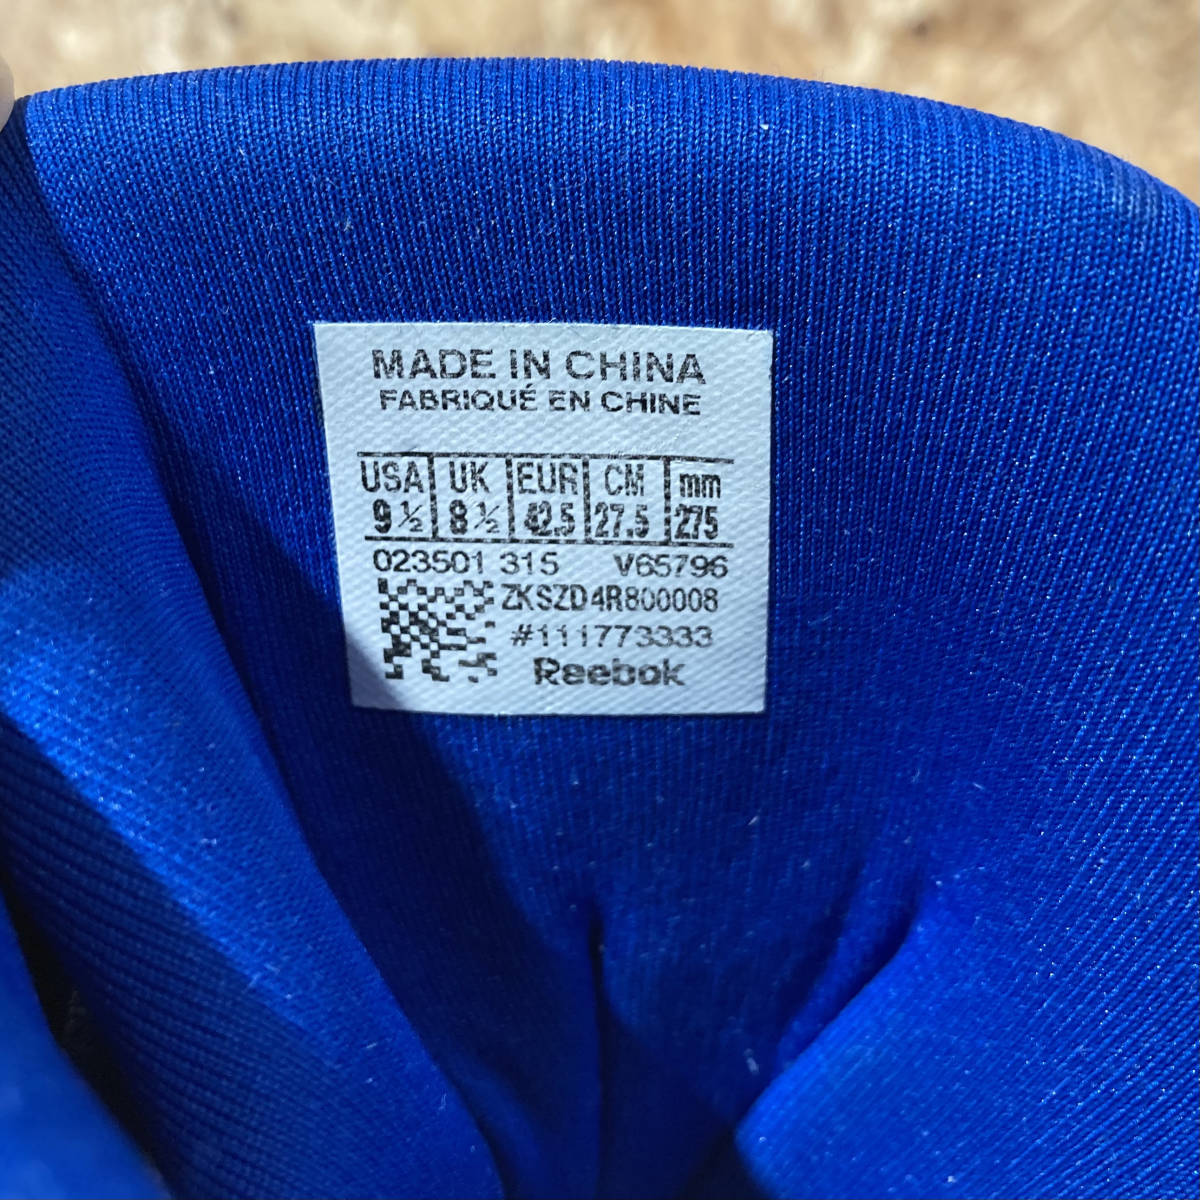 MADE IN CHINA
FABRIQUÉ EN CHINE
USA UK EUR CM mm
9 ½ 8 ½ 42.5 27.5 275
023501 315 V65796
ZKSZD4R800008
#111773333
Reebok